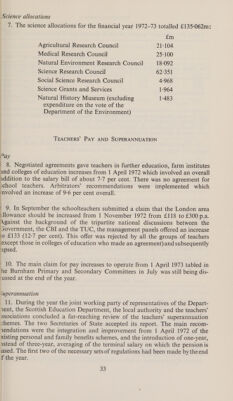 Science allocations
7. The science allocations for the financial year 1972–73 totalled £135·062m:
£m
Agricultural Research Council 21·104
Medical Research Council 25·100
Natural Environment Research Council 18·092
Science Research Council 62·351
Social Science Research Council 4·968
Science Grants and Services 1·964
Natural History Museum (excluding 1·483
expenditure on the vote of the
Department of the Environment)
Teachers' Pay and Superannuation
Pay
8. Negotiated agreements gave teachers in further education, farm institutes
and colleges of education increases from 1 April 1972 which involved an overall
addition to the salary bill of about 7·7 per cent. There was no agreement for
school teachers. Arbitrators' recommendations were implemented which
involved an increase of 9·6 per cent overall.
9. In September the schoolteachers submitted a claim that the London area
allowance should be increased from 1 November 1972 from £118 to £300 p.a.
Against the background of the tripartite national discussions between the
Government, the CBI and the TUC, the management panels offered an increase
to £133 (12·7 per cent). This offer was rejected by all the groups of teachers
(except those in colleges of education who made an agreement) and subsequently
lapsed.
10. The main claim for pay increases to operate from 1 April 1973 tabled in
the Burnham Primary and Secondary Committees in July was still being dis-
cussed at the end of the year.
Superannuation
11. During the year the joint working party of representatives of the Depart-
ment, the Scottish Education Department, the local authority and the teachers'
associations concluded a far-reaching review of the teachers' superannuation
schemes. The two Secretaries of State accepted its report. The main recom-
mendations were the integration and improvement from 1 April 1972 of the
existing personal and family benefits schemes, and the introduction of one-year,
instead of three-year, averaging of the terminal salary on which the pension is
based. The first two of the necessary sets of regulations had been made by the end
of the year.
33